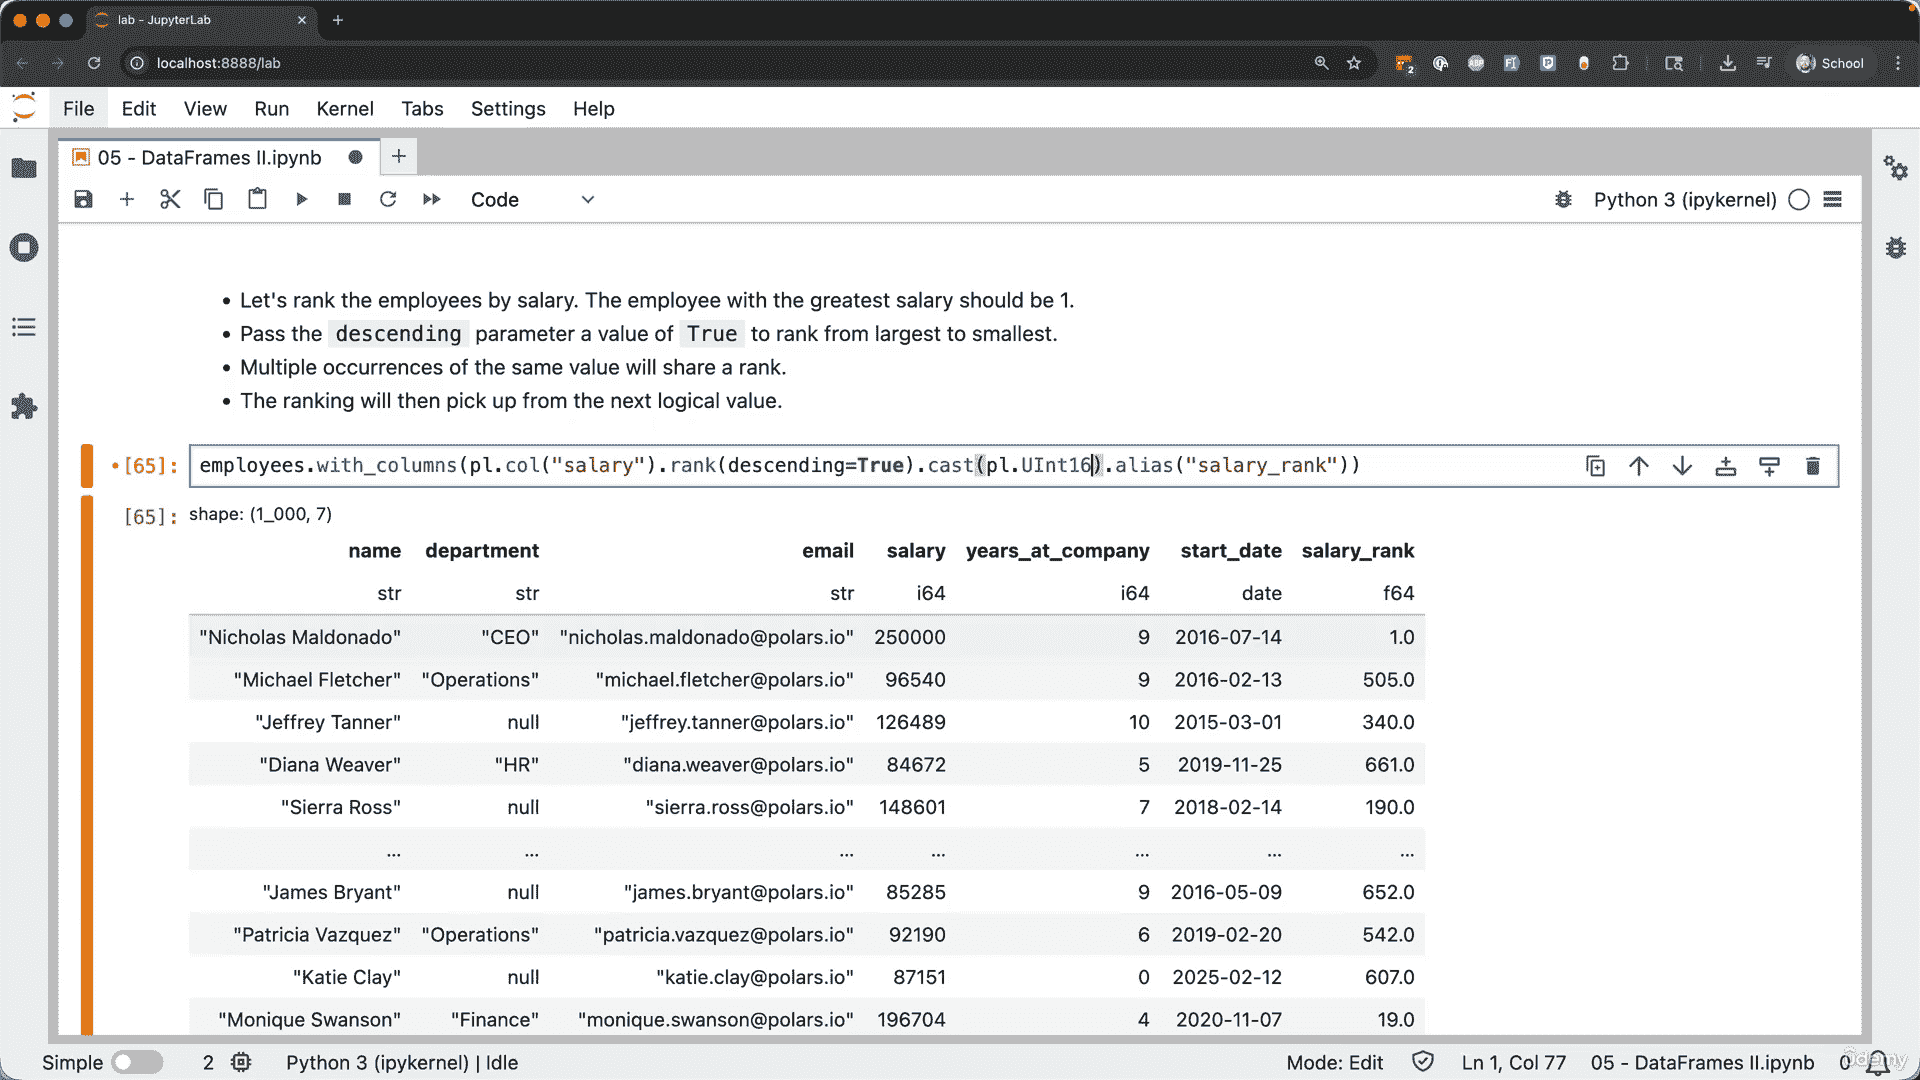 lab - JupyterLab
localhost:8888/lab
2
ABP
School
File Edit View Run Kernel Tabs Settings Help
05 - DataFrames II.ipynb
Code
Python 3 (ipykernel)
• Let's rank the employees by salary. The employee with the greatest salary should be 1.
• Pass the descending parameter a value of True to rank from largest to smallest.
• Multiple occurrences of the same value will share a rank.
• The ranking will then pick up from the next logical value.
[65]: employees.with_columns(pl.col("salary").rank(descending=True).cast(pl.UInt16).alias("salary_rank"))
[65]: shape: (1_000, 7)
name department email salary years_at_company start_date salary_rank
str str str i64 i64 date f64
"Nicholas Maldonado" "CEO" "nicholas.maldonado@polars.io" 250000 9 2016-07-14 1.0
"Michael Fletcher" "Operations" "michael.fletcher@polars.io" 96540 9 2016-02-13 505.0
"Jeffrey Tanner" null "jeffrey.tanner@polars.io" 126489 10 2015-03-01 340.0
"Diana Weaver" "HR" "diana.weaver@polars.io" 84672 5 2019-11-25 661.0
"Sierra Ross" null "sierra.ross@polars.io" 148601 7 2018-02-14 190.0
… … … … … … …
"James Bryant" null "james.bryant@polars.io" 85285 9 2016-05-09 652.0
"Patricia Vazquez" "Operations" "patricia.vazquez@polars.io" 92190 6 2019-02-20 542.0
"Katie Clay" null "katie.clay@polars.io" 87151 0 2025-02-12 607.0
"Monique Swanson" "Finance" "monique.swanson@polars.io" 196704 4 2020-11-07 19.0
Simple 2 Python 3 (ipykernel) | Idle Mode: Edit Ln 1, Col 77 05 - DataFrames II.ipynb 0
udemy